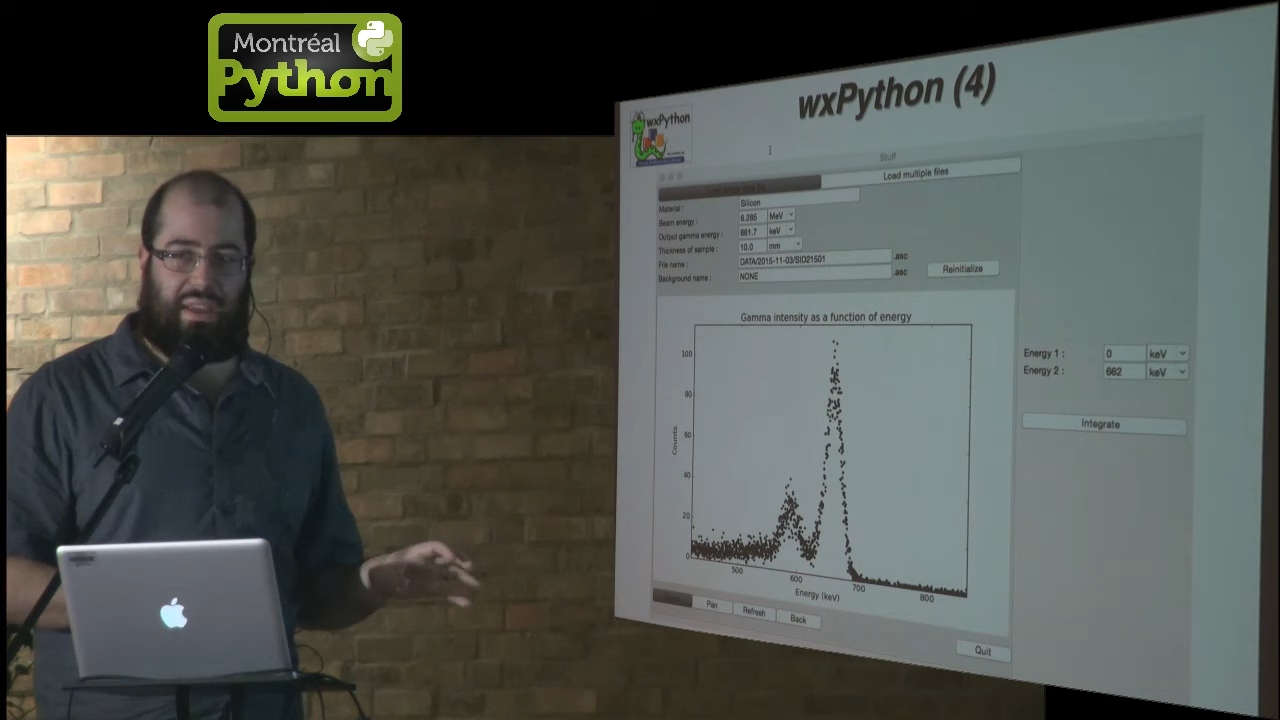 Montréal
Python
wxPython (4)
wxPython
Stuff
Load multiple files
Material : Silicon
Beam energy : 6.265 MeV
Output gamma energy : 661.7 keV
Thickness of sample : 10.0 mm
File name : DATA/2015-11-03/SI021501 .asc
Background name : NONE .asc
Reinitialize
Gamma intensity as a function of energy
100
80
60
40
20
0
Counts
500 600 700 800
Energy (keV)
Energy 1 : 0 keV
Energy 2 : 662 keV
Integrate
Pan Refresh Back
Quit